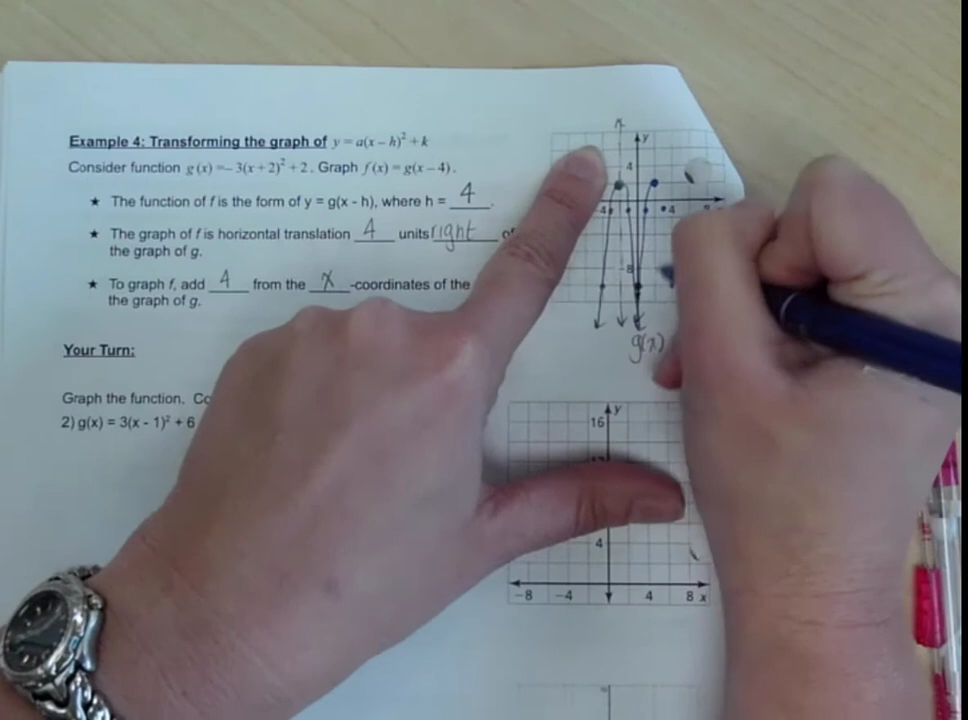 Example 4: Transforming the graph of y = a(x − h)² + k
Consider function g(x) = −3(x + 2)² + 2. Graph f(x) = g(x − 4).
★ The function of f is the form of y = g(x - h), where h = 4.
★ The graph of f is horizontal translation 4 units right of
the graph of g.
★ To graph f, add 4 from the x-coordinates of the
the graph of g.
Your Turn:
Graph the function.
2) g(x) = 3(x - 1)² + 6
y
4
-4
4
8
g(x)
y
16
4
−8 −4 4 8 x